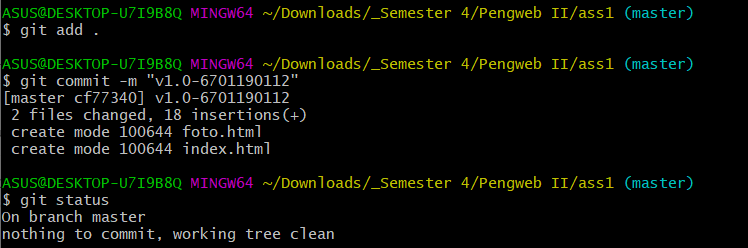 ASUS@DESKTOP-U7I9B8Q MINGW64 ~/Downloads/_Semester 4/Pengweb II/ass1 (master)
$ git add .
ASUS@DESKTOP-U7I9B8Q MINGW64 ~/Downloads/_Semester 4/Pengweb II/ass1 (master)
$ git commit -m "v1.0-6701190112"
[master cf77340] v1.0-6701190112
 2 files changed, 18 insertions(+)
 create mode 100644 foto.html
 create mode 100644 index.html
ASUS@DESKTOP-U7I9B8Q MINGW64 ~/Downloads/_Semester 4/Pengweb II/ass1 (master)
$ git status
On branch master
nothing to commit, working tree clean